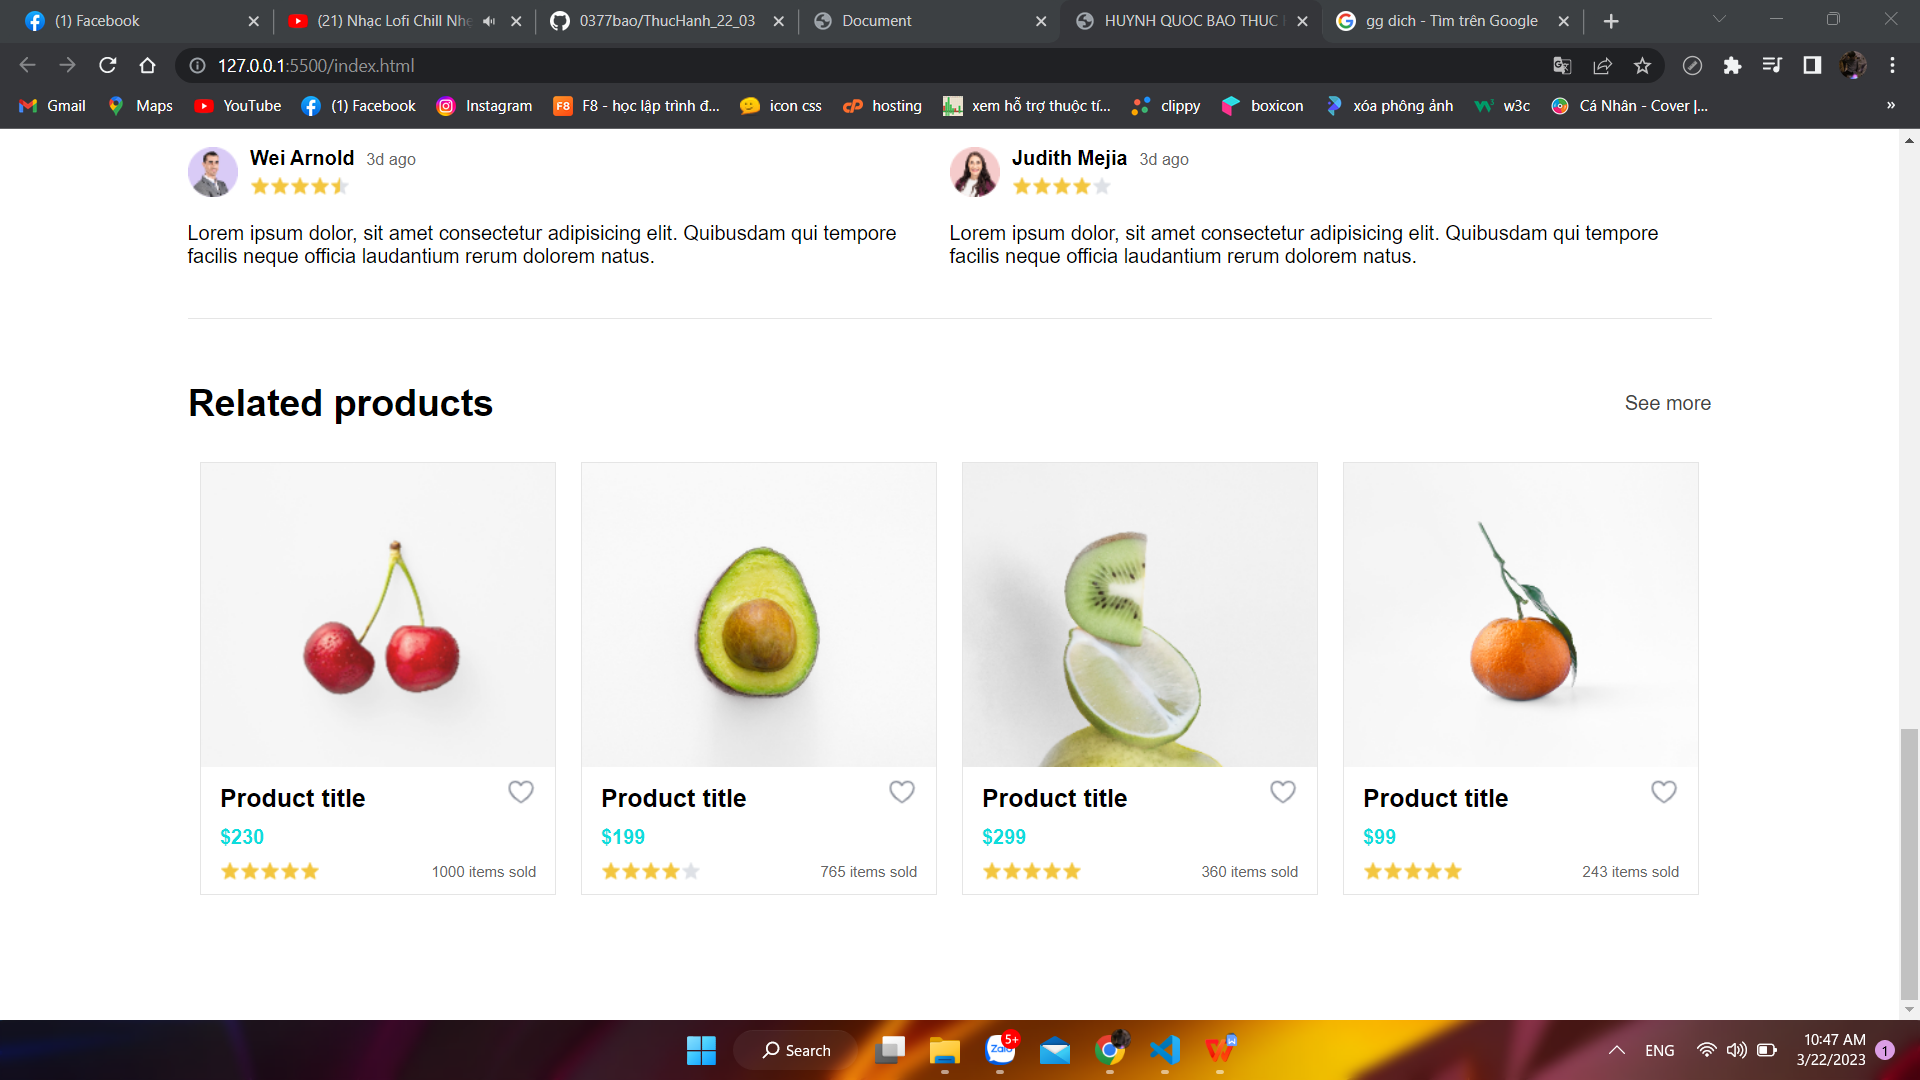 (1) Facebook
(21) Nhạc Lofi Chill Nhẹ
0377bao/ThucHanh_22_03
Document
HUYNH QUOC BAO THUC
gg dich - Tìm trên Google
127.0.0.1:5500/index.html
Gmail
Maps
YouTube
(1) Facebook
Instagram
F8 - học lập trình đ...
icon css
hosting
xem hỗ trợ thuộc tí...
clippy
boxicon
xóa phông ảnh
w3c
Cá Nhân - Cover |...
»
Wei Arnold 3d ago
Lorem ipsum dolor, sit amet consectetur adipisicing elit. Quibusdam qui tempore
facilis neque officia laudantium rerum dolorem natus.
Judith Mejia 3d ago
Lorem ipsum dolor, sit amet consectetur adipisicing elit. Quibusdam qui tempore
facilis neque officia laudantium rerum dolorem natus.
Related products
See more
Product title
$230
1000 items sold
Product title
$199
765 items sold
Product title
$299
360 items sold
Product title
$99
243 items sold
Search
Zalo
5+
ENG
10:47 AM
3/22/2023
1